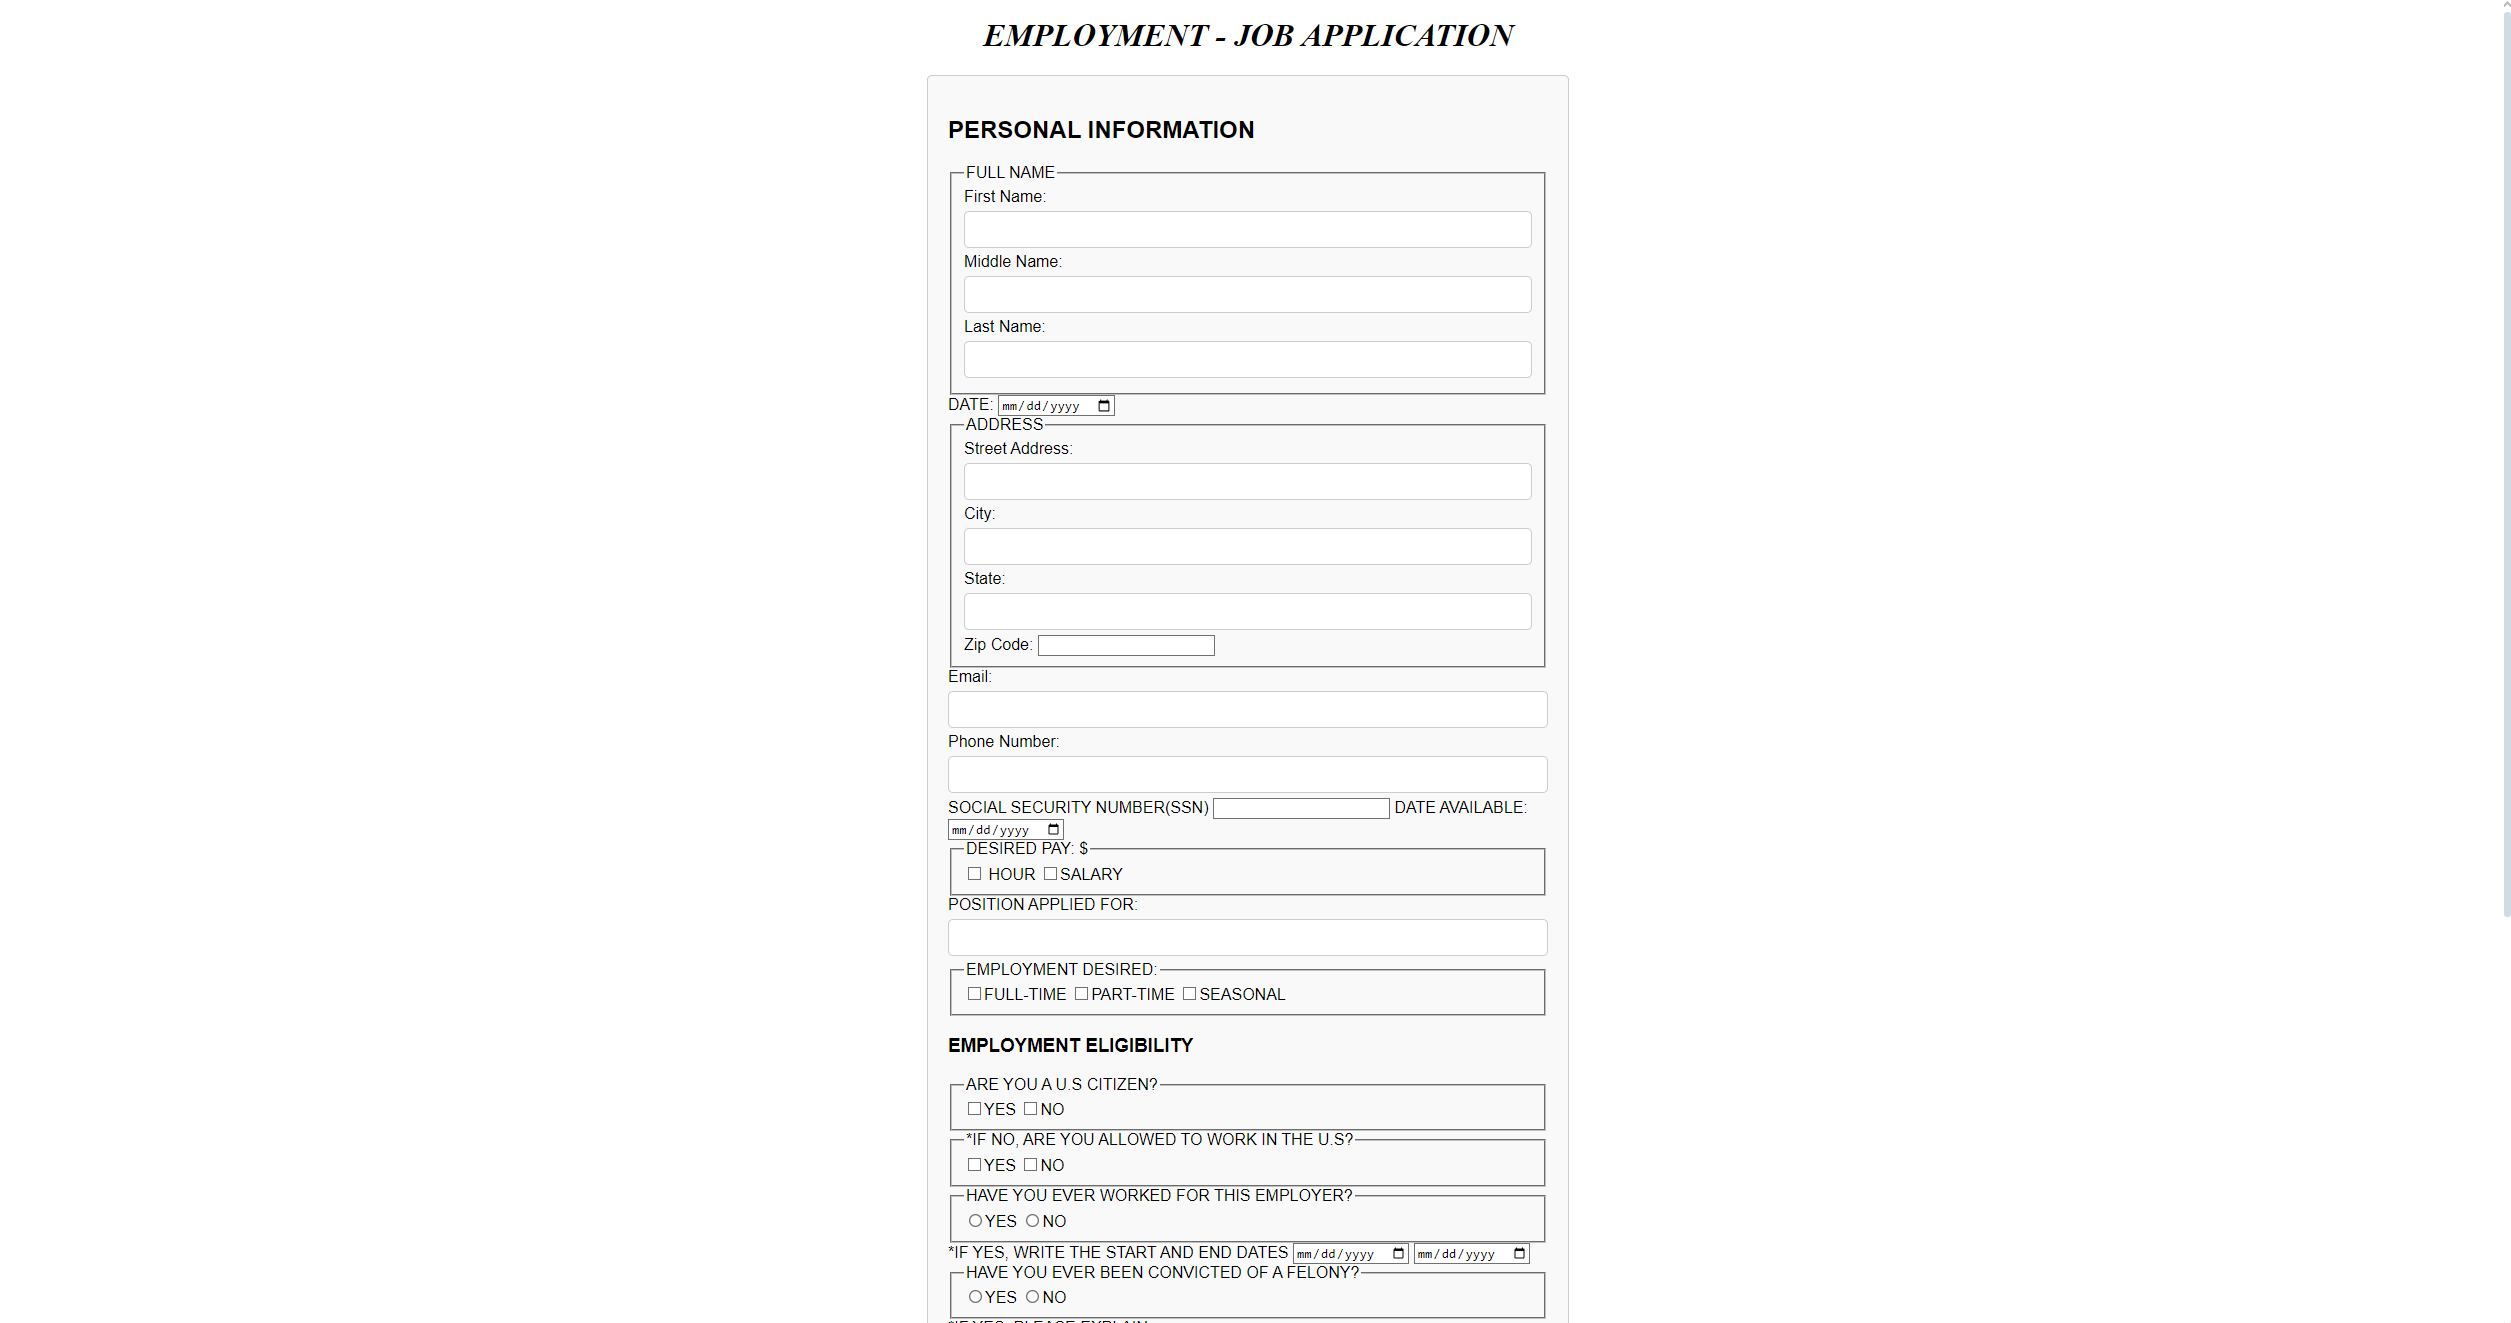 EMPLOYMENT - JOB APPLICATION
PERSONAL INFORMATION
FULL NAME
First Name:
Middle Name:
Last Name:
DATE: mm/dd/yyyy
ADDRESS
Street Address:
City:
State:
Zip Code:
Email:
Phone Number:
SOCIAL SECURITY NUMBER(SSN) DATE AVAILABLE:
mm/dd/yyyy
DESIRED PAY: $
HOUR SALARY
POSITION APPLIED FOR:
EMPLOYMENT DESIRED:
FULL-TIME PART-TIME SEASONAL
EMPLOYMENT ELIGIBILITY
ARE YOU A U.S CITIZEN?
YES NO
*IF NO, ARE YOU ALLOWED TO WORK IN THE U.S?
YES NO
HAVE YOU EVER WORKED FOR THIS EMPLOYER?
YES NO
*IF YES, WRITE THE START AND END DATES mm/dd/yyyy mm/dd/yyyy
HAVE YOU EVER BEEN CONVICTED OF A FELONY?
YES NO
*IF YES, PLEASE EXPLAIN